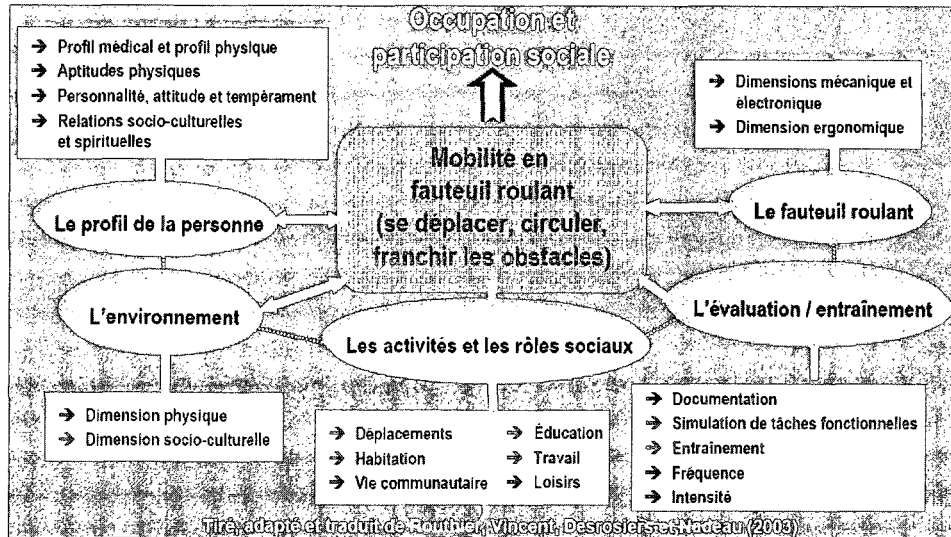 Occupation et
participation sociale
→ Profil médical et profil physique
→ Aptitudes physiques
→ Personnalité, attitude et tempérament
→ Relations socio-culturelles
et spirituelles
→ Dimensions mécanique et
électronique
→ Dimension ergonomique
Mobilité en
fauteuil roulant
(se déplacer, circuler,
franchir les obstacles)
Le profil de la personne
Le fauteuil roulant
L'environnement
L'évaluation / entraînement
Les activités et les rôles sociaux
→ Dimension physique
→ Dimension socio-culturelle
→ Déplacements
→ Habitation
→ Vie communautaire
→ Éducation
→ Travail
→ Loisirs
→ Documentation
→ Simulation de tâches fonctionnelles
→ Entraînement
→ Fréquence
→ Intensité
Tiré, adapté et traduit de Routhier, Vincent, Desrosiers et Nadeau (2003)